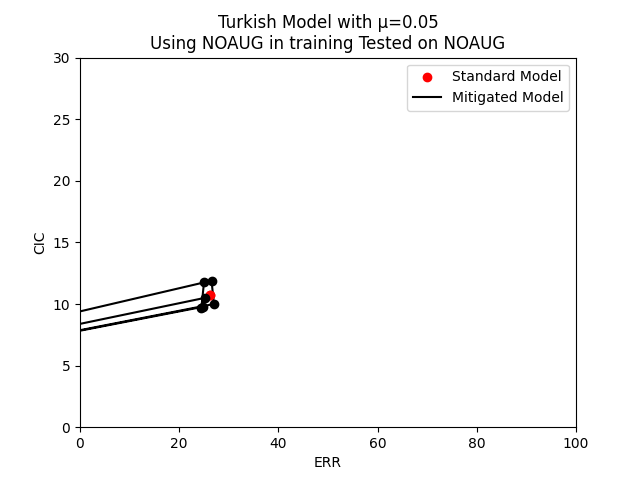 Turkish Model with μ=0.05
Using NOAUG in training Tested on NOAUG
Standard Model
Mitigated Model
30
25
20
15
10
5
0
CIC
0 20 40 60 80 100
ERR